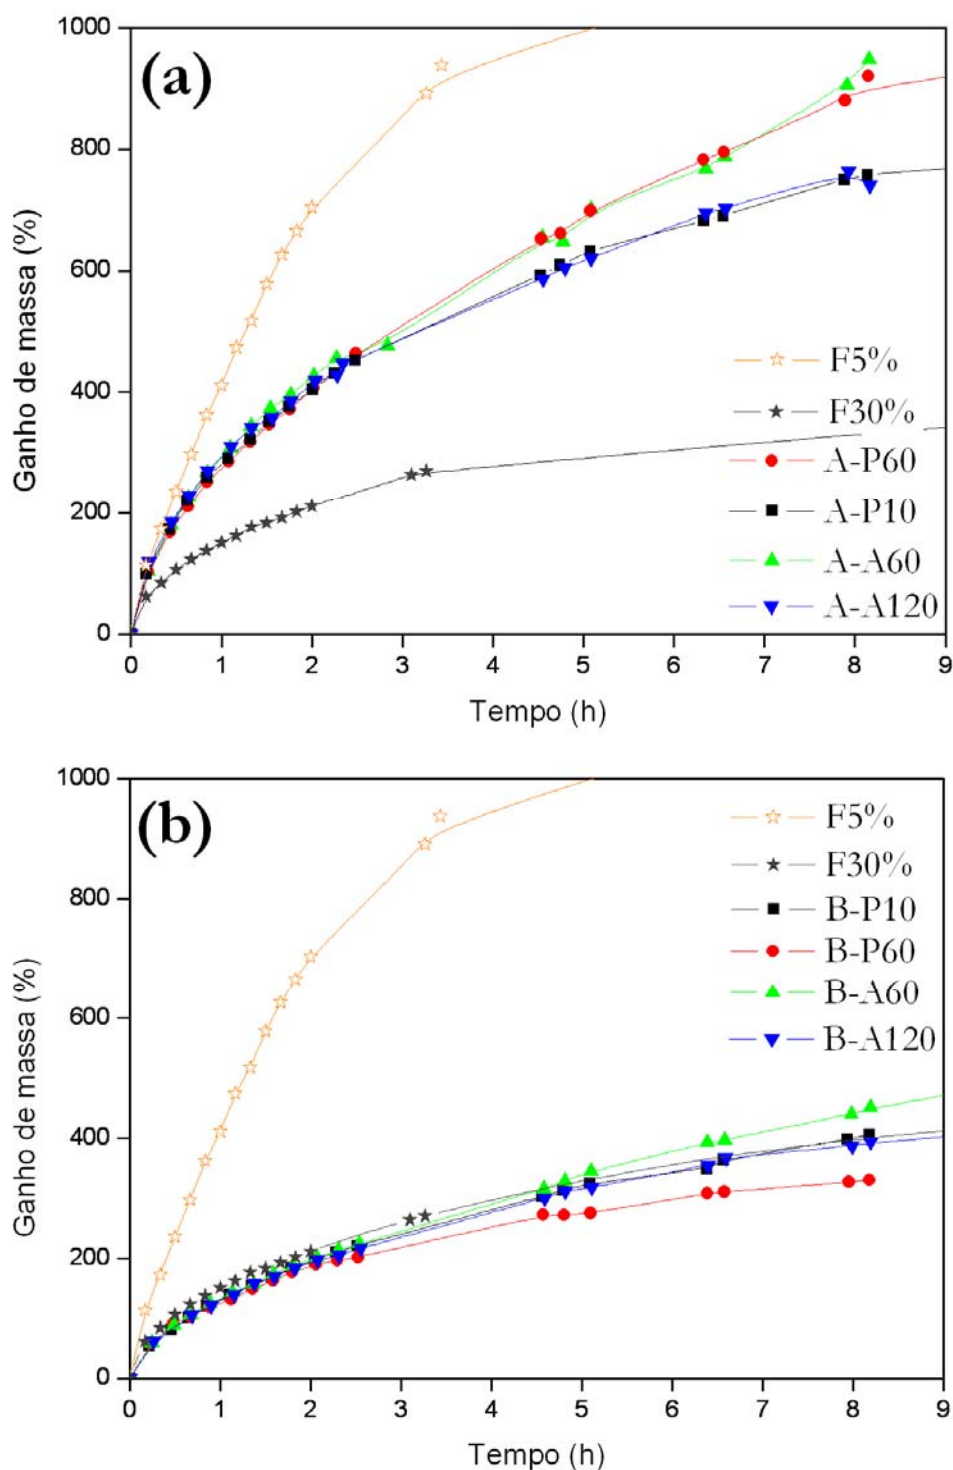 (a)
Ganho de massa (%)
1000
800
600
400
200
0
F5%
F30%
A-P60
A-P10
A-A60
A-A120
0 1 2 3 4 5 6 7 8 9
Tempo (h)
(b)
Ganho de massa (%)
1000
800
600
400
200
0
F5%
F30%
B-P10
B-P60
B-A60
B-A120
0 1 2 3 4 5 6 7 8 9
Tempo (h)